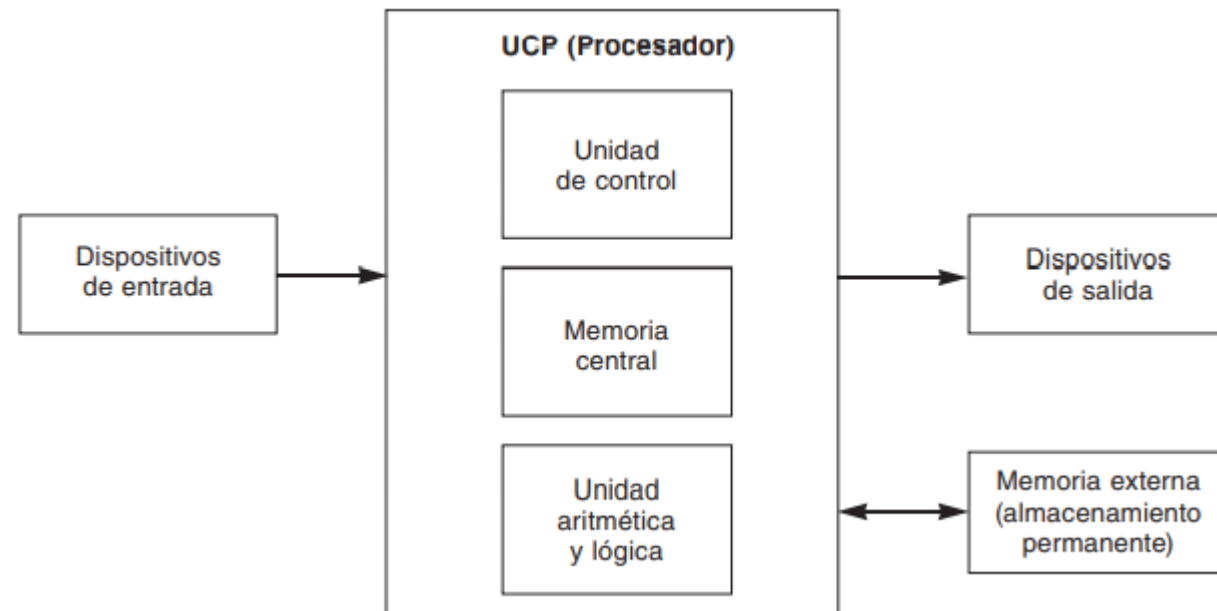 UCP (Procesador)
Unidad
de control
Dispositivos
de entrada
Memoria
central
Unidad
aritmética
y lógica
Dispositivos
de salida
Memoria externa
(almacenamiento
permanente)